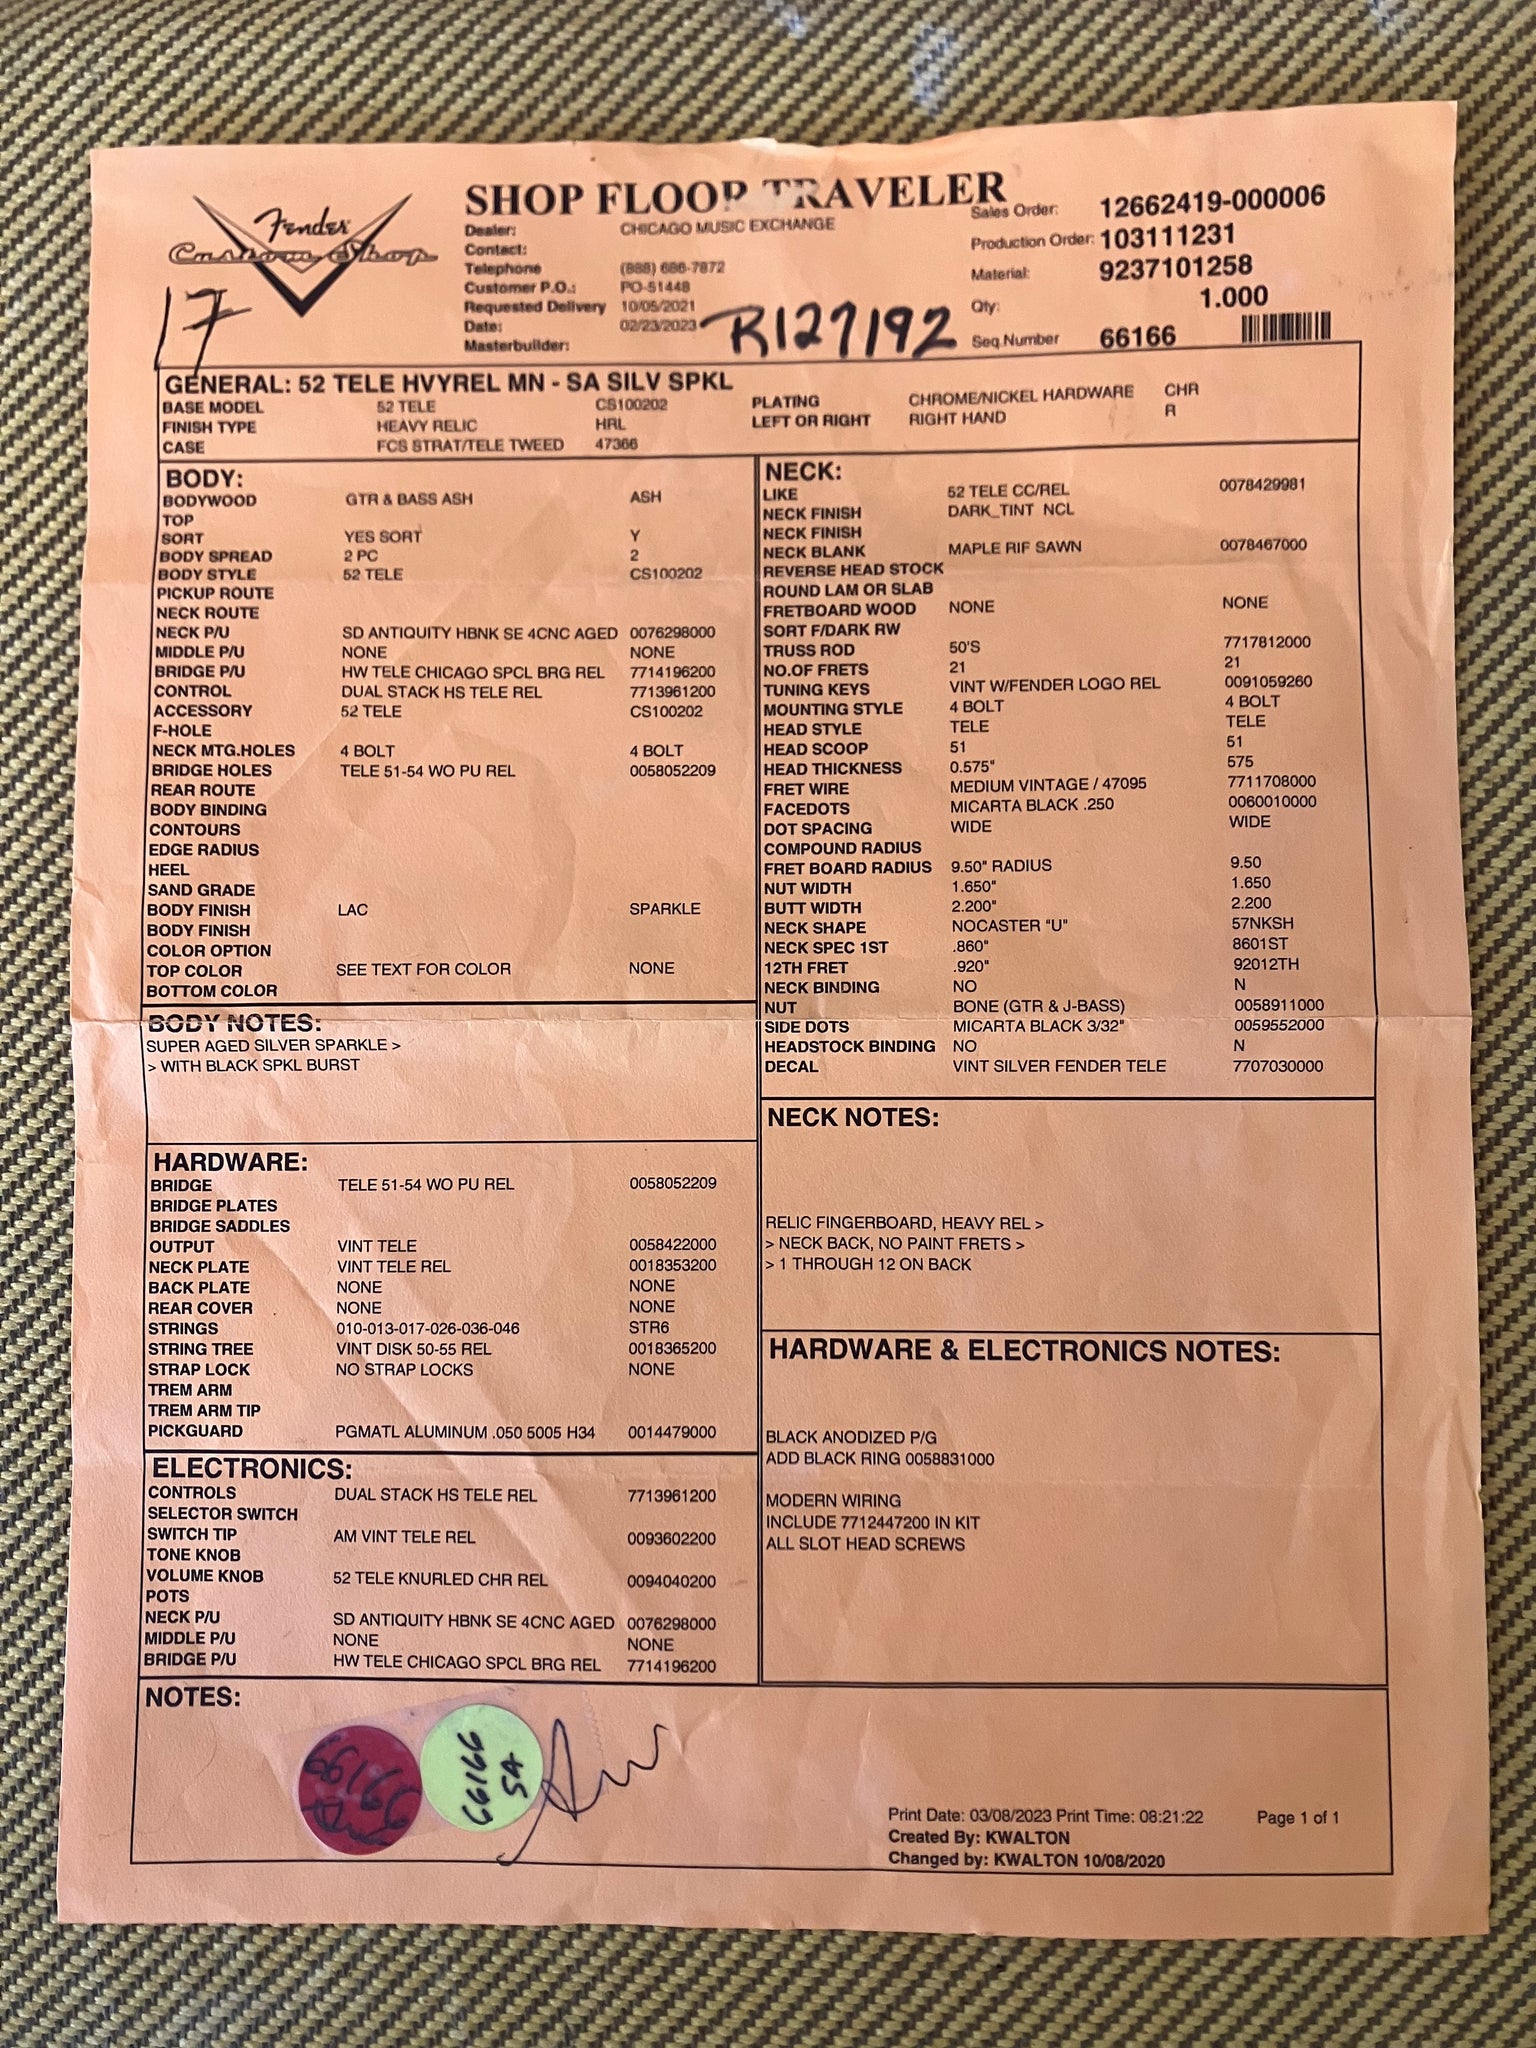 Fender
Custom Shop
17
SHOP FLOOR TRAVELER
Dealer: CHICAGO MUSIC EXCHANGE
Contact:
Telephone (888) 686-7872
Customer P.O.: PO-51448
Requested Delivery 10/05/2021
Date: 02/23/2023
Masterbuilder:
R127192
Sales Order: 12662419-000006
Production Order: 103111231
Material: 9237101258
Qty: 1.000
Seq.Number 66166
GENERAL: 52 TELE HVYREL MN - SA SILV SPKL
BASE MODEL 52 TELE CS100202 PLATING CHROME/NICKEL HARDWARE CHR
FINISH TYPE HEAVY RELIC HRL LEFT OR RIGHT RIGHT HAND R
CASE FCS STRAT/TELE TWEED 47366
BODY:
BODYWOOD GTR & BASS ASH ASH
TOP
SORT YES SORT Y
BODY SPREAD 2 PC 2
BODY STYLE 52 TELE CS100202
PICKUP ROUTE
NECK ROUTE
NECK P/U SD ANTIQUITY HBNK SE 4CNC AGED 0076298000
MIDDLE P/U NONE NONE
BRIDGE P/U HW TELE CHICAGO SPCL BRG REL 7714196200
CONTROL DUAL STACK HS TELE REL 7713961200
ACCESSORY 52 TELE CS100202
F-HOLE
NECK MTG.HOLES 4 BOLT 4 BOLT
BRIDGE HOLES TELE 51-54 WO PU REL 0058052209
REAR ROUTE
BODY BINDING
CONTOURS
EDGE RADIUS
HEEL
SAND GRADE
BODY FINISH LAC SPARKLE
BODY FINISH
COLOR OPTION
TOP COLOR SEE TEXT FOR COLOR NONE
BOTTOM COLOR
BODY NOTES:
SUPER AGED SILVER SPARKLE >
> WITH BLACK SPKL BURST
HARDWARE:
BRIDGE TELE 51-54 WO PU REL 0058052209
BRIDGE PLATES
BRIDGE SADDLES
OUTPUT VINT TELE 0058422000
NECK PLATE VINT TELE REL 0018353200
BACK PLATE NONE NONE
REAR COVER NONE NONE
STRINGS 010-013-017-026-036-046 STR6
STRING TREE VINT DISK 50-55 REL 0018365200
STRAP LOCK NO STRAP LOCKS NONE
TREM ARM
TREM ARM TIP
PICKGUARD PGMATL ALUMINUM .050 5005 H34 0014479000
ELECTRONICS:
CONTROLS DUAL STACK HS TELE REL 7713961200
SELECTOR SWITCH
SWITCH TIP AM VINT TELE REL 0093602200
TONE KNOB
VOLUME KNOB 52 TELE KNURLED CHR REL 0094040200
POTS
NECK P/U SD ANTIQUITY HBNK SE 4CNC AGED 0076298000
MIDDLE P/U NONE NONE
BRIDGE P/U HW TELE CHICAGO SPCL BRG REL 7714196200
NECK:
LIKE 52 TELE CC/REL 0078429981
NECK FINISH DARK_TINT NCL
NECK FINISH
NECK BLANK MAPLE RIF SAWN 0078467000
REVERSE HEAD STOCK
ROUND LAM OR SLAB
FRETBOARD WOOD NONE NONE
SORT F/DARK RW
TRUSS ROD 50'S 7717812000
NO.OF FRETS 21 21
TUNING KEYS VINT W/FENDER LOGO REL 0091059260
MOUNTING STYLE 4 BOLT 4 BOLT
HEAD STYLE TELE TELE
HEAD SCOOP 51 51
HEAD THICKNESS 0.575" 575
FRET WIRE MEDIUM VINTAGE / 47095 7711708000
FACEDOTS MICARTA BLACK .250 0060010000
DOT SPACING WIDE WIDE
COMPOUND RADIUS
FRET BOARD RADIUS 9.50" RADIUS 9.50
NUT WIDTH 1.650" 1.650
BUTT WIDTH 2.200" 2.200
NECK SHAPE NOCASTER "U" 57NKSH
NECK SPEC 1ST .860" 8601ST
12TH FRET .920" 92012TH
NECK BINDING NO N
NUT BONE (GTR & J-BASS) 0058911000
SIDE DOTS MICARTA BLACK 3/32" 0059552000
HEADSTOCK BINDING NO N
DECAL VINT SILVER FENDER TELE 7707030000
NECK NOTES:
RELIC FINGERBOARD, HEAVY REL >
> NECK BACK, NO PAINT FRETS >
> 1 THROUGH 12 ON BACK
HARDWARE & ELECTRONICS NOTES:
BLACK ANODIZED P/G
ADD BLACK RING 0058831000
MODERN WIRING
INCLUDE 7712447200 IN KIT
ALL SLOT HEAD SCREWS
NOTES:
66166
66166
SA
Print Date: 03/08/2023 Print Time: 08:21:22 Page 1 of 1
Created By: KWALTON
Changed by: KWALTON 10/08/2020